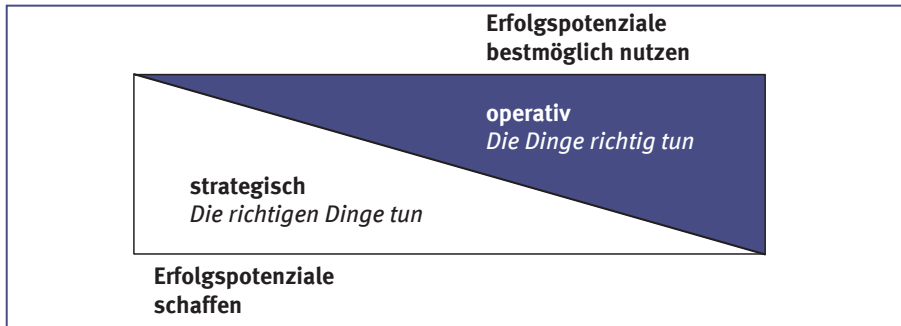 Erfolgspotenziale
bestmöglich nutzen
operativ
Die Dinge richtig tun
strategisch
Die richtigen Dinge tun
Erfolgspotenziale
schaffen